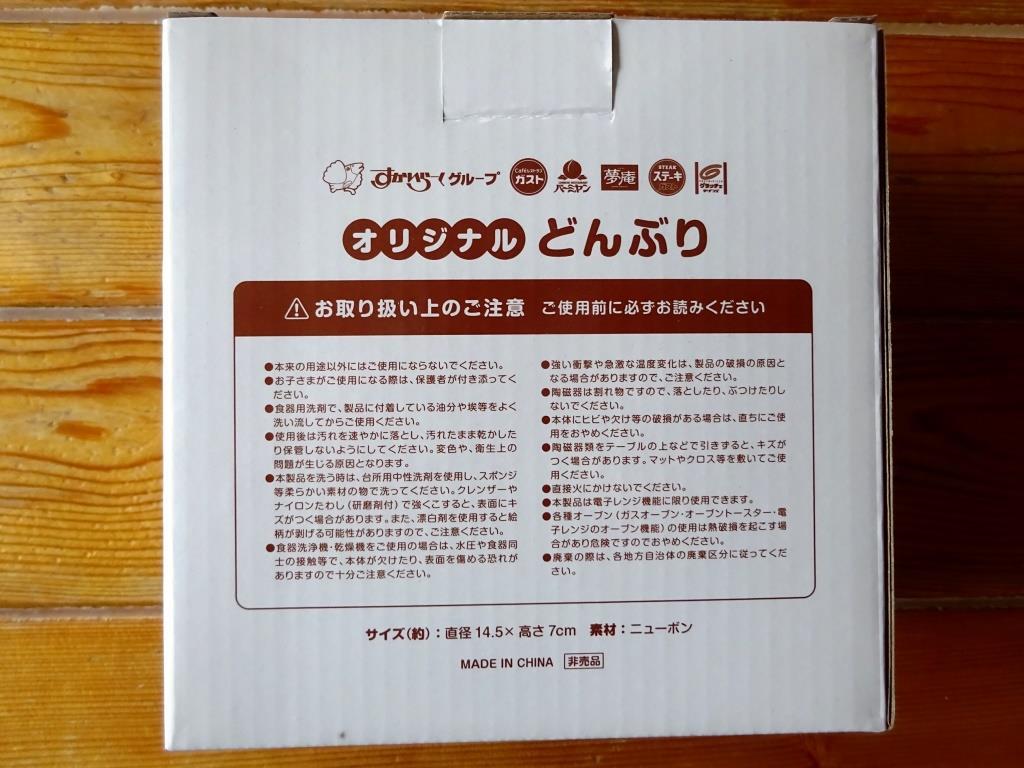 すかいらーくグループ
Caféレストラン
ガスト
バーミヤン
夢庵
STEAK
ステーキ
ガスト
グラッチェ
オリジナル どんぶり
お取り扱い上のご注意 ご使用前に必ずお読みください
●本来の用途以外にはご使用にならないでください。
●お子さまがご使用になる際は、保護者が付き添ってく
ださい。
●食器用洗剤で、製品に付着している油分や埃等をよく
洗い流してからご使用ください。
●使用後は汚れを速やかに落とし、汚れたまま乾かした
り保管しないようにしてください。変色や、衛生上の
問題が生じる原因となります。
●本製品を洗う時は、台所用中性洗剤を使用し、スポンジ
等柔らかい素材の物で洗ってください。クレンザーや
ナイロンたわし(研磨剤付)で強くこすると、表面にキ
ズがつく場合があります。また、漂白剤を使用すると絵
柄が剥げる可能性がありますので、ご注意ください。
●食器洗浄機・乾燥機をご使用の場合は、水圧や食器同
士の接触等で、本体が欠けたり、表面を傷める恐れが
ありますので十分ご注意ください。
●強い衝撃や急激な温度変化は、製品の破損の原因と
なる場合がありますので、ご注意ください。
●陶磁器は割れ物ですので、落としたり、ぶつけたりし
ないでください。
●本体にヒビや欠け等の破損がある場合は、直ちにご使
用をおやめください。
●陶磁器類をテーブルの上などで引きずると、キズが
つく場合があります。マットやクロス等を敷いてご使
用ください。
●直接火にかけないでください。
●本製品は電子レンジ機能に限り使用できます。
●各種オーブン(ガスオーブン・オーブントースター・電
子レンジのオーブン機能)の使用は熱破損を起こす場
合があり危険ですのでおやめください。
●廃棄の際は、各地方自治体の廃棄区分に従ってくだ
さい。
サイズ(約):直径14.5×高さ7cm 素材:ニューボン
MADE IN CHINA 非売品